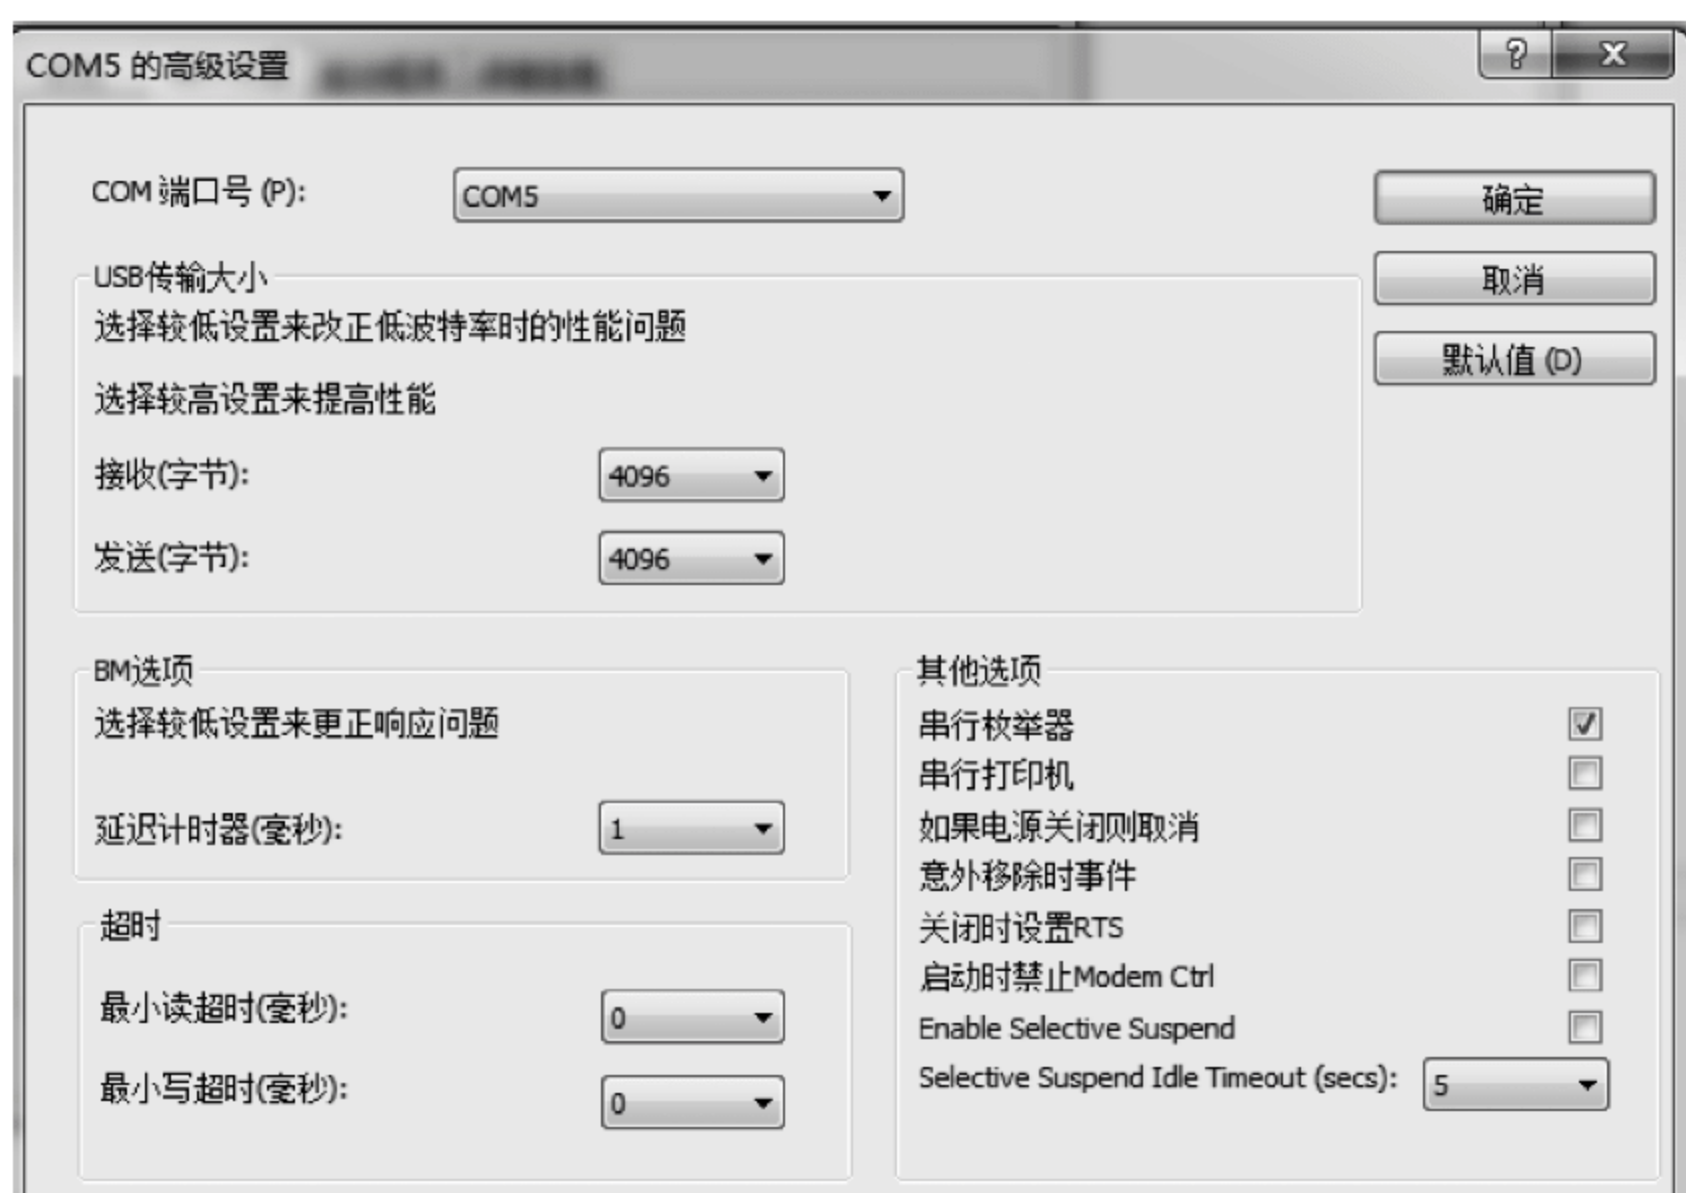 COM5 的高级设置
COM 端口号 (P):
COM5
确定
取消
默认值 (D)
USB传输大小
选择较低设置来改正低波特率时的性能问题
选择较高设置来提高性能
接收(字节):
4096
发送(字节):
4096
BM选项
选择较低设置来更正响应问题
延迟计时器(毫秒):
1
超时
最小读超时(毫秒):
0
最小写超时(毫秒):
0
其他选项
串行枚举器
串行打印机
如果电源关闭则取消
意外移除时事件
关闭时设置RTS
启动时禁止Modem Ctrl
Enable Selective Suspend
Selective Suspend Idle Timeout (secs):
5